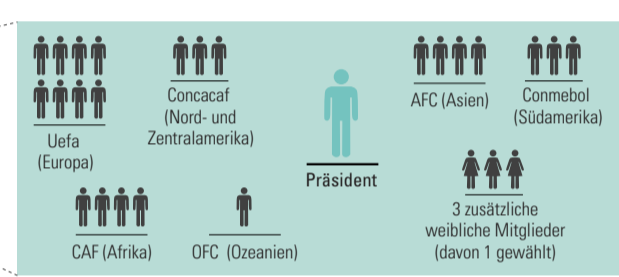 Uefa
(Europa)
Concacaf
(Nord- und
Zentralamerika)
Präsident
AFC (Asien)
Conmebol
(Südamerika)
CAF (Afrika)
OFC (Ozeanien)
3 zusätzliche
weibliche Mitglieder
(davon 1 gewählt)